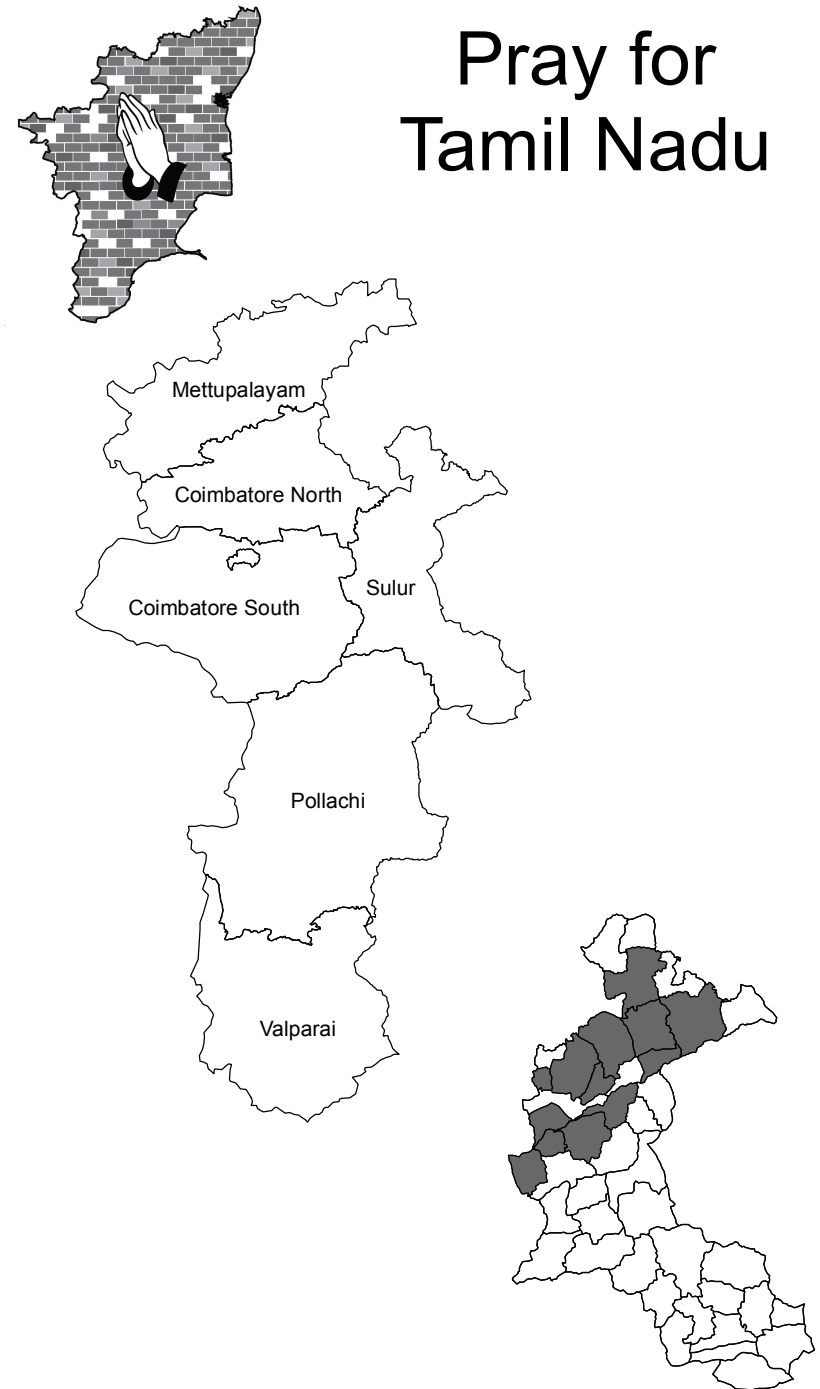 Pray for
Tamil Nadu
Mettupalayam
Coimbatore North
Sulur
Coimbatore South
Pollachi
Valparai